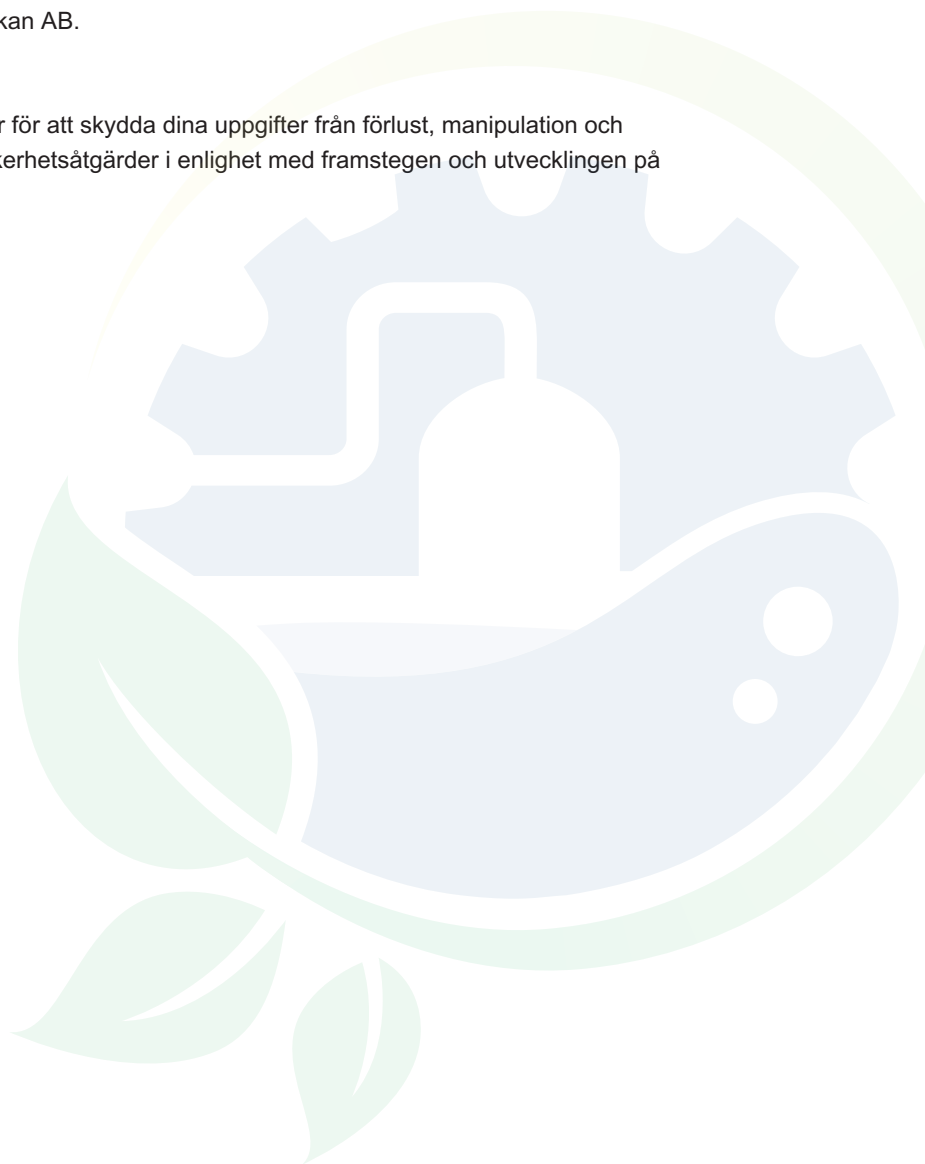 kan AB.
r för att skydda dina uppgifter från förlust, manipulation och
kerhetsåtgärder i enlighet med framstegen och utvecklingen på